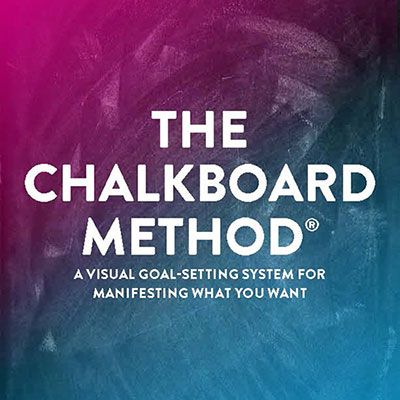 THE
CHALKBOARD
METHOD®
A VISUAL GOAL-SETTING SYSTEM FOR
MANIFESTING WHAT YOU WANT